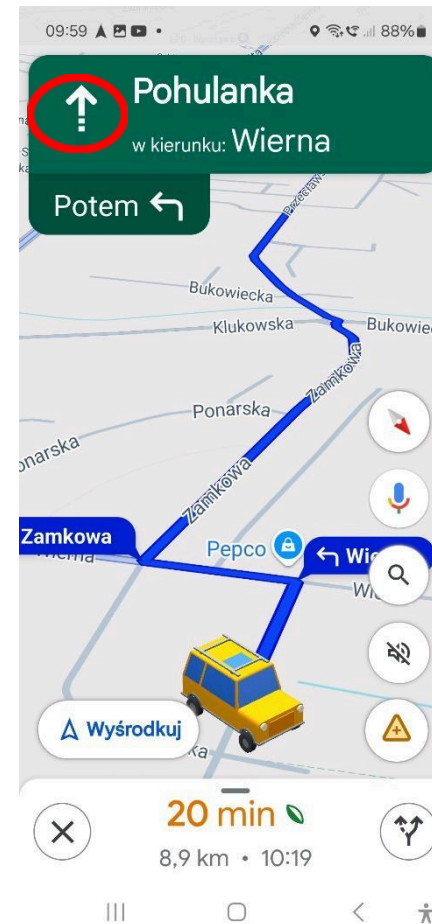 09:59
88%
Pohulanka
w kierunku: Wierna
Potem
Bukowiecka
Klukowska
Bukowie
Zamkowa
Ponarska
onarska
Zamkowa
Zamkowa
Pepco
Wi
Wierna
Wyśrodkuj
20 min
8,9 km • 10:19